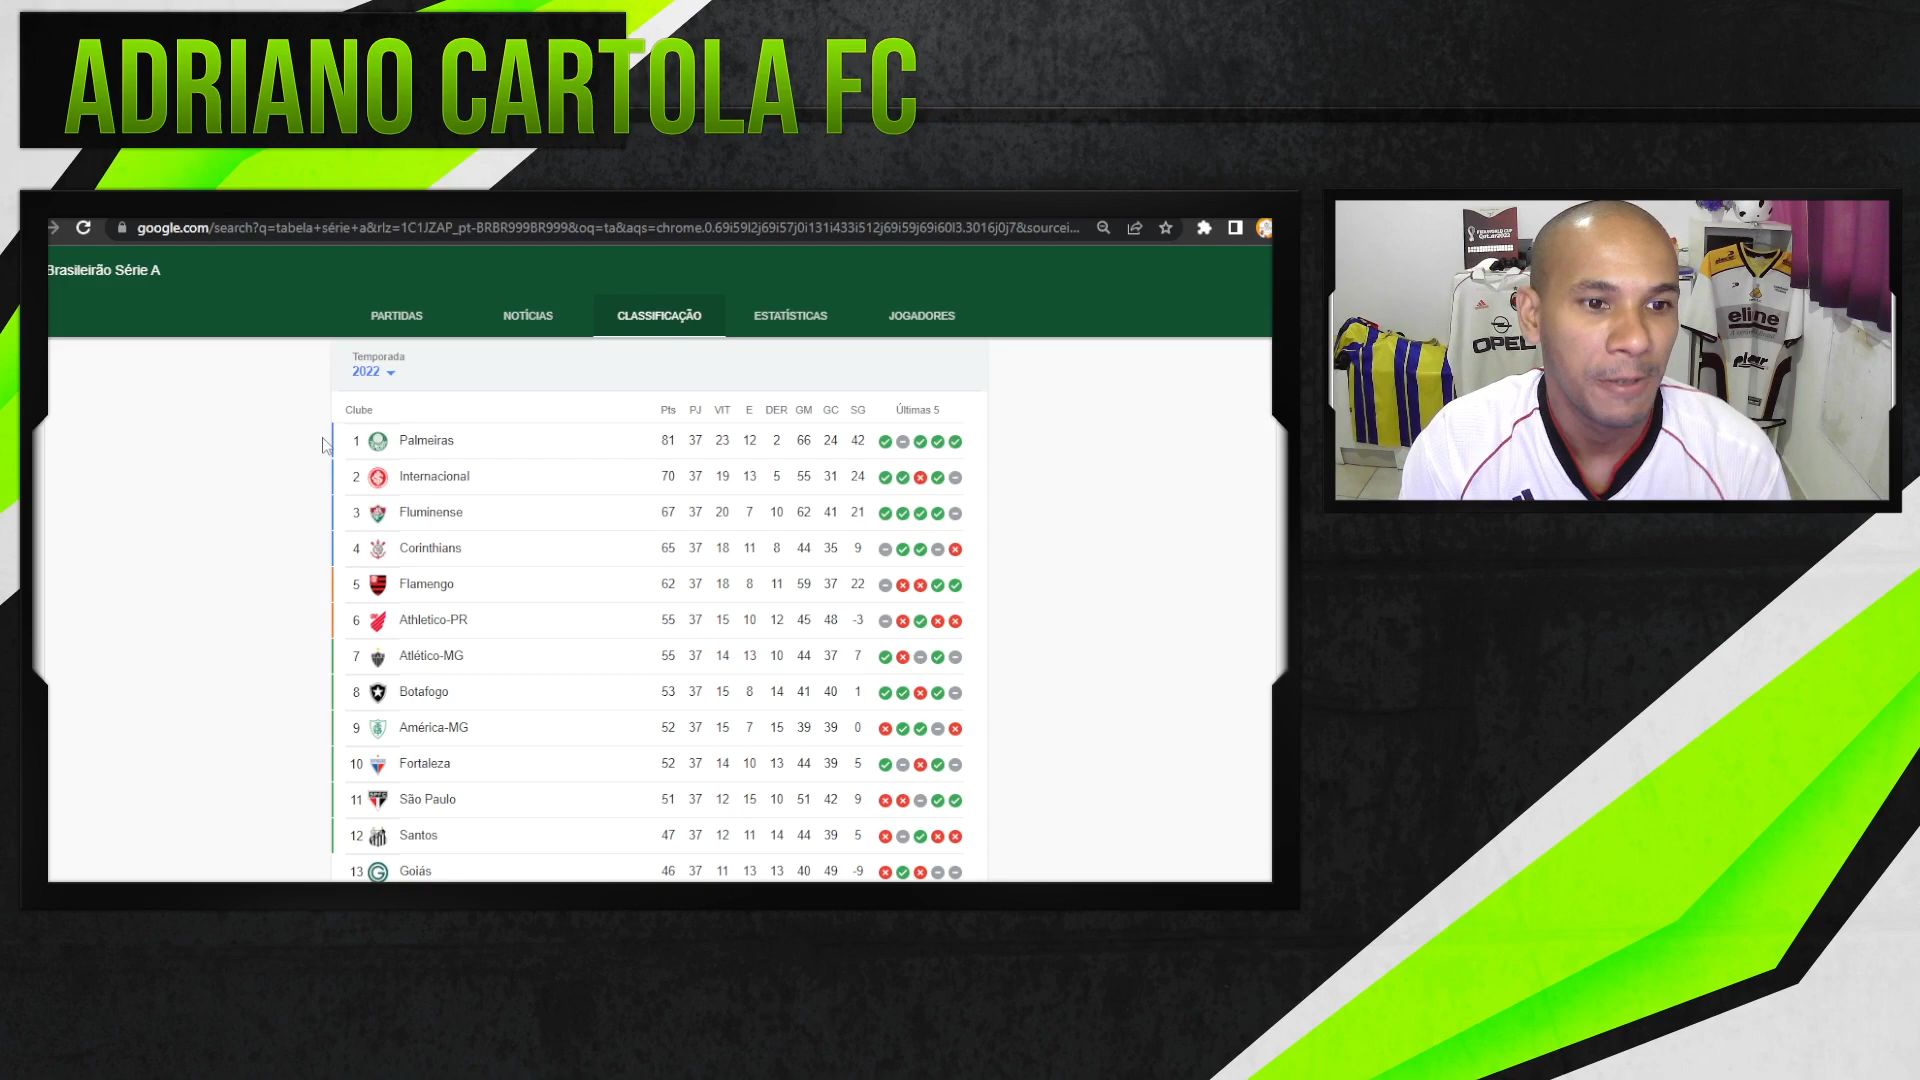 ADRIANO CARTOLA FC
google.com/search?q=tabela+série+a&rlz=1C1JZAP_pt-BRBR999BR999&oq=ta&aqs=chrome.0.69i59l2j69i57j0i131i433i512j69i59j69i60l3.3016j0j7&sourcei...
Brasileirão Série A
PARTIDAS NOTÍCIAS CLASSIFICAÇÃO ESTATÍSTICAS JOGADORES
Temporada
2022
Clube Pts PJ VIT E DER GM GC SG Últimas 5
1 Palmeiras 81 37 23 12 2 66 24 42
2 Internacional 70 37 19 13 5 55 31 24
3 Fluminense 67 37 20 7 10 62 41 21
4 Corinthians 65 37 18 11 8 44 35 9
5 Flamengo 62 37 18 8 11 59 37 22
6 Athletico-PR 55 37 15 10 12 45 48 -3
7 Atlético-MG 55 37 14 13 10 44 37 7
8 Botafogo 53 37 15 8 14 41 40 1
9 América-MG 52 37 15 7 15 39 39 0
10 Fortaleza 52 37 14 10 13 44 39 5
11 São Paulo 51 37 12 15 10 51 42 9
12 Santos 47 37 12 11 14 44 39 5
13 Goiás 46 37 11 13 13 40 49 -9
FIFA WORLD CUP
Qatar2022
OPEL
eline
plear